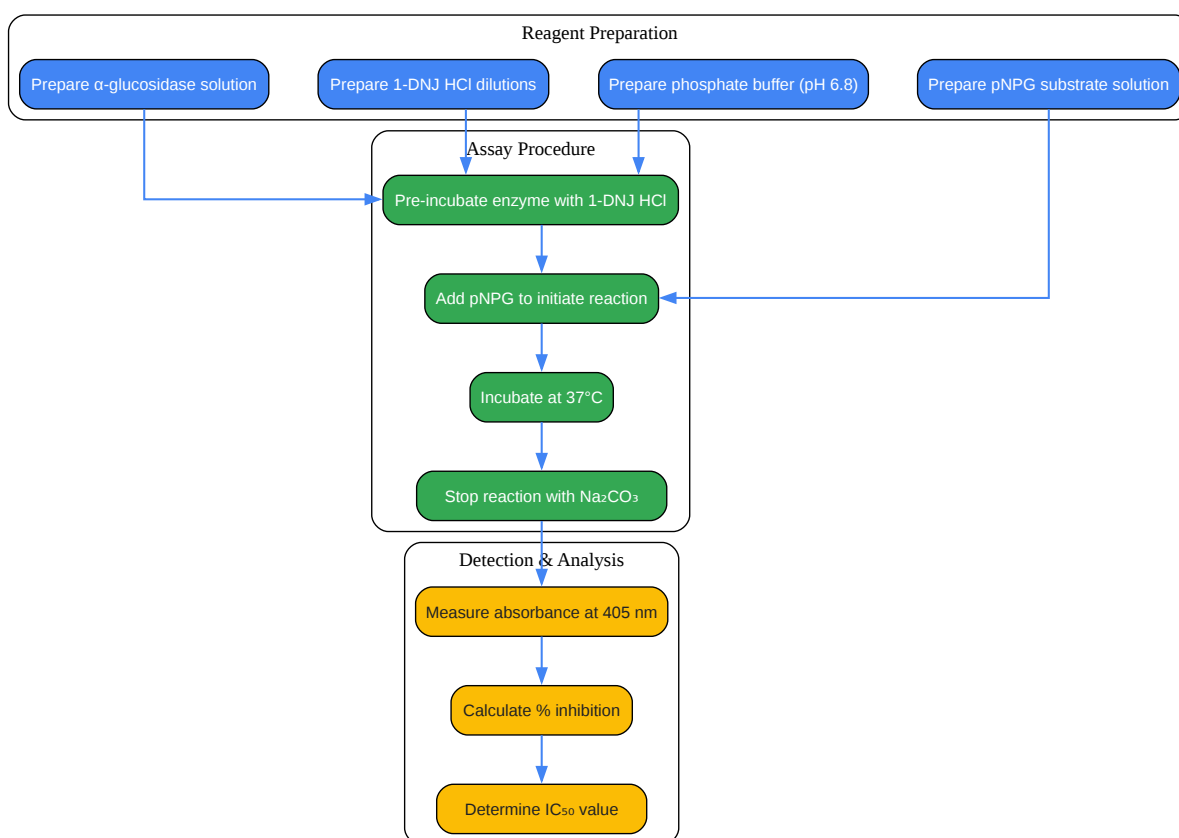 Reagent Preparation
Prepare α-glucosidase solution
Prepare 1-DNJ HCl dilutions
Prepare phosphate buffer (pH 6.8)
Prepare pNPG substrate solution
Assay Procedure
Pre-incubate enzyme with 1-DNJ HCl
Add pNPG to initiate reaction
Incubate at 37°C
Stop reaction with Na₂CO₃
Detection & Analysis
Measure absorbance at 405 nm
Calculate % inhibition
Determine IC₅₀ value